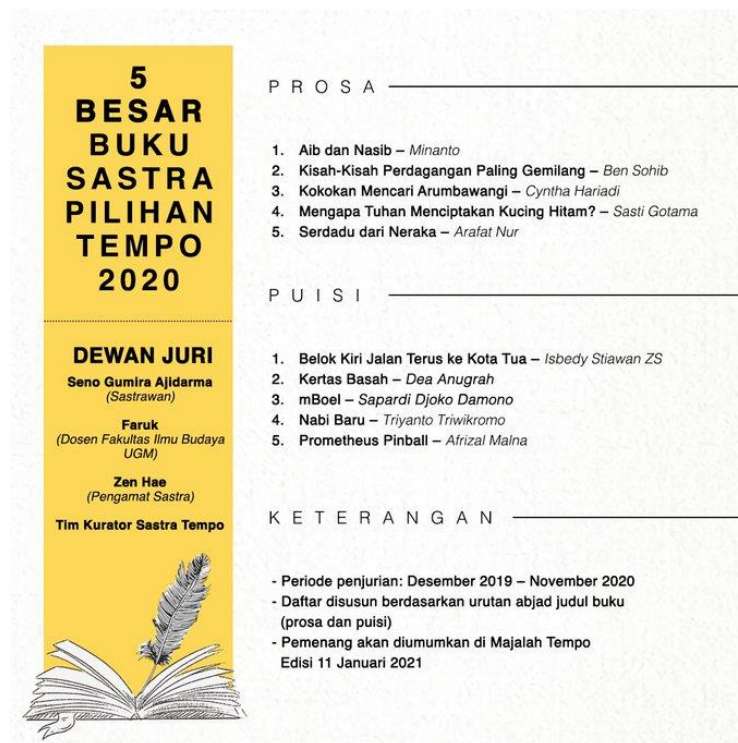 5
BESAR
BUKU
SASTRA
PILIHAN
TEMPO
2020
DEWAN JURI
Seno Gumira Ajidarma
(Sastrawan)
Faruk
(Dosen Fakultas Ilmu Budaya
UGM)
Zen Hae
(Pengamat Sastra)
Tim Kurator Sastra Tempo
PROSA
1. Aib dan Nasib – Minanto
2. Kisah-Kisah Perdagangan Paling Gemilang – Ben Sohib
3. Kokokan Mencari Arumbawangi – Cyntha Hariadi
4. Mengapa Tuhan Menciptakan Kucing Hitam? – Sasti Gotama
5. Serdadu dari Neraka – Arafat Nur
PUISI
1. Belok Kiri Jalan Terus ke Kota Tua – Isbedy Stiawan ZS
2. Kertas Basah – Dea Anugrah
3. mBoel – Sapardi Djoko Damono
4. Nabi Baru – Triyanto Triwikromo
5. Prometheus Pinball – Afrizal Malna
KETERANGAN
- Periode penjurian: Desember 2019 – November 2020
- Daftar disusun berdasarkan urutan abjad judul buku
(prosa dan puisi)
- Pemenang akan diumumkan di Majalah Tempo
Edisi 11 Januari 2021